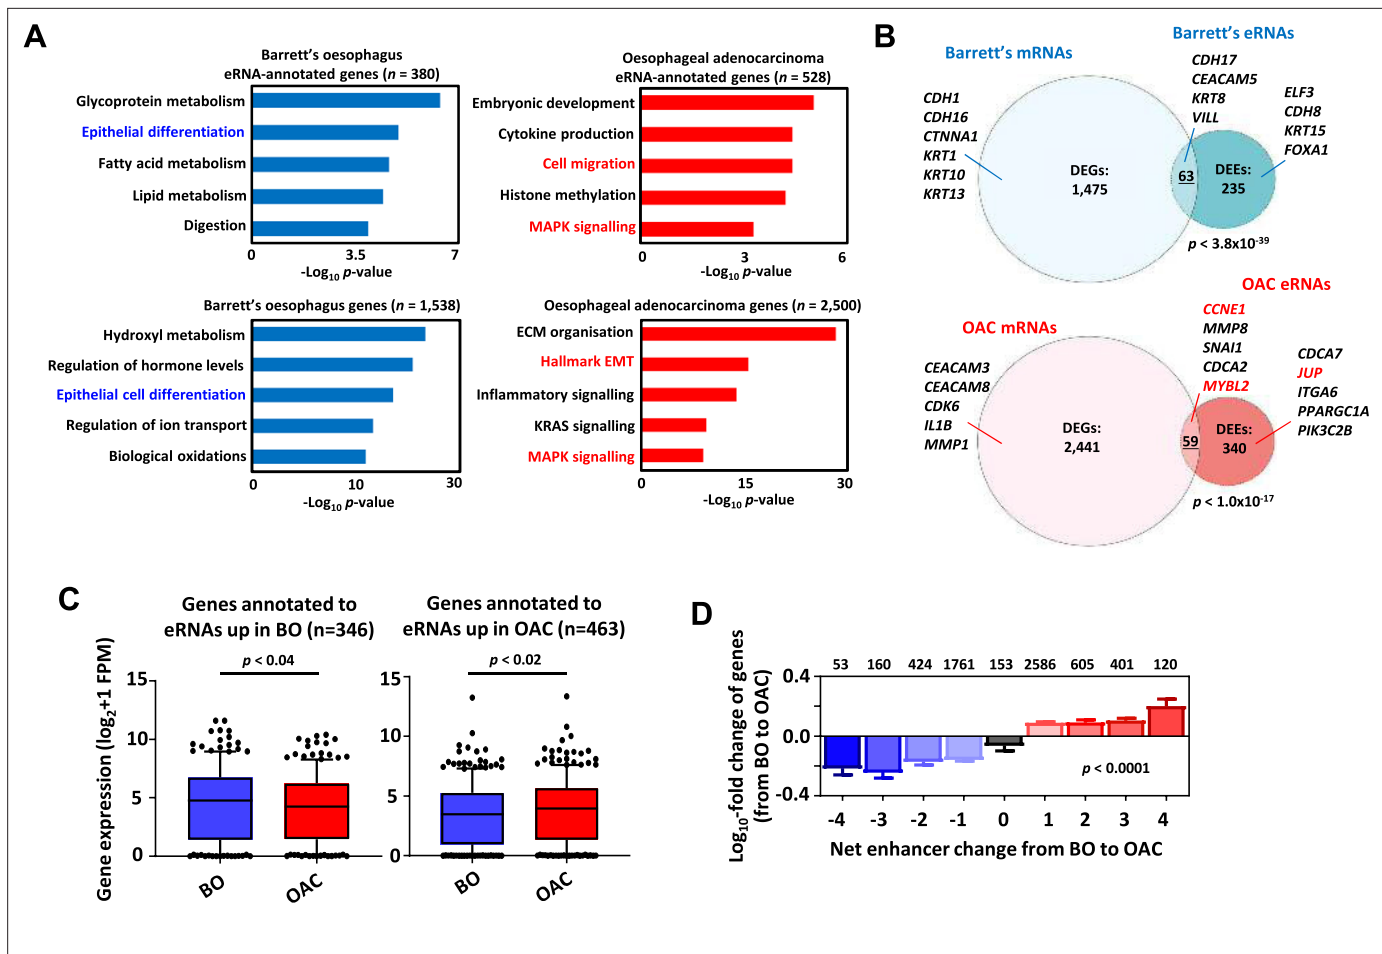 A
Barrett's oesophagus
eRNA-annotated genes (n = 380)
Glycoprotein metabolism
Epithelial differentiation
Fatty acid metabolism
Lipid metabolism
Digestion
0 3.5 7
-Log10 p-value
Oesophageal adenocarcinoma
eRNA-annotated genes (n = 528)
Embryonic development
Cytokine production
Cell migration
Histone methylation
MAPK signalling
0 3 6
-Log10 p-value
Barrett's oesophagus genes (n = 1,538)
Hydroxyl metabolism
Regulation of hormone levels
Epithelial cell differentiation
Regulation of ion transport
Biological oxidations
0 10 20 30
-Log10 p-value
Oesophageal adenocarcinoma genes (n = 2,500)
ECM organisation
Hallmark EMT
Inflammatory signalling
KRAS signalling
MAPK signalling
0 15 30
-Log10 p-value
B
Barrett's mRNAs
Barrett's eRNAs
CDH1
CDH16
CTNNA1
KRT1
KRT10
KRT13
CDH17
CEACAM5
KRT8
VILL
ELF3
CDH8
KRT15
FOXA1
DEGs:
1,475
63
DEEs:
235
p < 3.8x10-39
OAC mRNAs
OAC eRNAs
CEACAM3
CEACAM8
CDK6
IL1B
MMP1
CCNE1
MMP8
SNAI1
CDCA2
MYBL2
CDCA7
JUP
ITGA6
PPARGC1A
PIK3C2B
DEGs:
2,441
59
DEEs:
340
p < 1.0x10-17
C
Genes annotated to
eRNAs up in BO (n=346)
p < 0.04
Gene expression (log2+1 FPM)
15
10
5
0
BO OAC
Genes annotated to
eRNAs up in OAC (n=463)
p < 0.02
15
10
5
0
BO OAC
D
Log10-fold change of genes
(from BO to OAC)
53 160 424 1761 153 2586 605 401 120
0.4
0.0
-0.4
p < 0.0001
-4 -3 -2 -1 0 1 2 3 4
Net enhancer change from BO to OAC